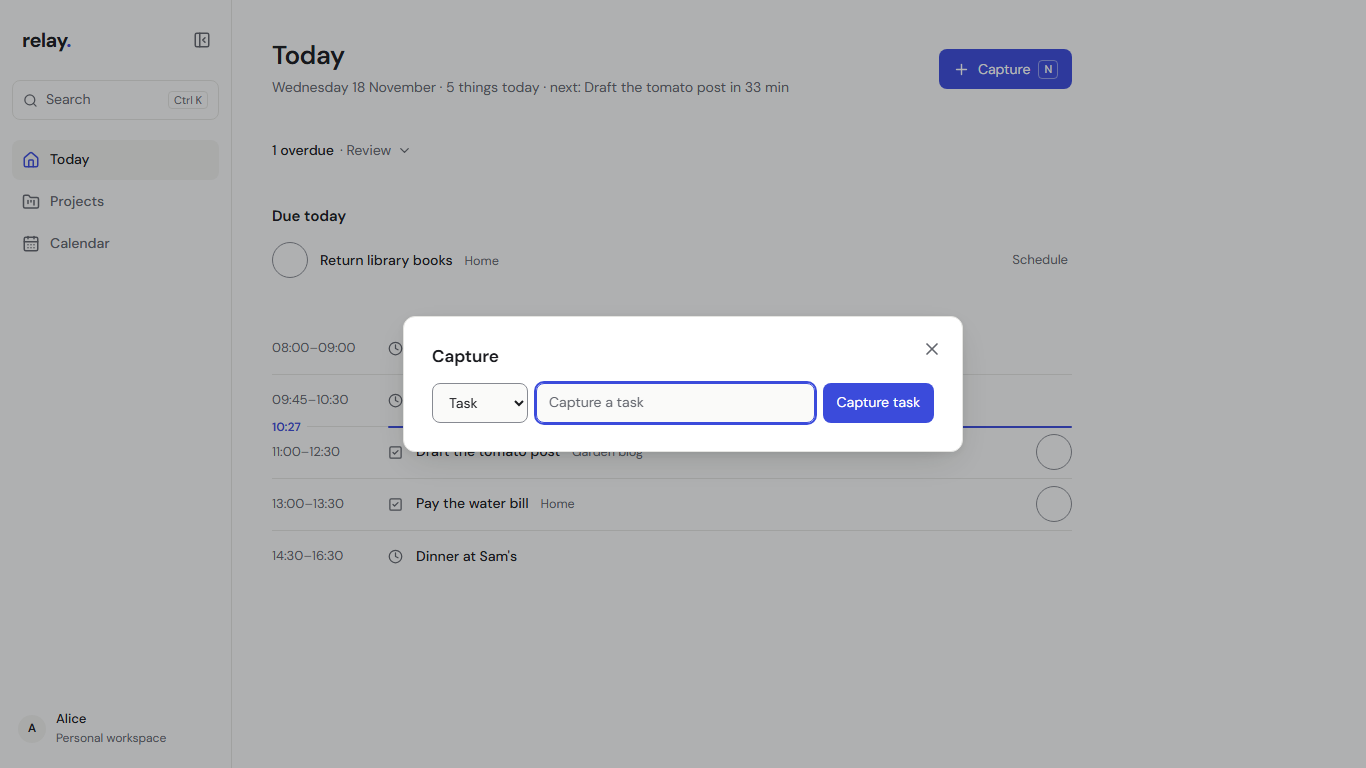 relay.
Search Ctrl K
Today
Projects
Calendar
A
Alice
Personal workspace
Today
Wednesday 18 November · 5 things today · next: Draft the tomato post in 33 min
+ Capture N
1 overdue · Review
Due today
Return library books Home Schedule
08:00–09:00
09:45–10:30
10:27
11:00–12:30 Draft the tomato post Garden blog
13:00–13:30 Pay the water bill Home
14:30–16:30 Dinner at Sam's
Capture
Task Capture a task Capture task